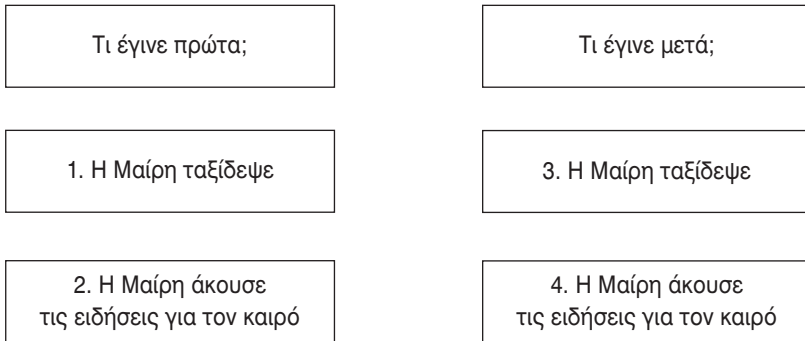 Τι έγινε πρώτα;
Τι έγινε μετά;
1. Η Μαίρη ταξίδεψε
3. Η Μαίρη ταξίδεψε
2. Η Μαίρη άκουσε
τις ειδήσεις για τον καιρό
4. Η Μαίρη άκουσε
τις ειδήσεις για τον καιρό